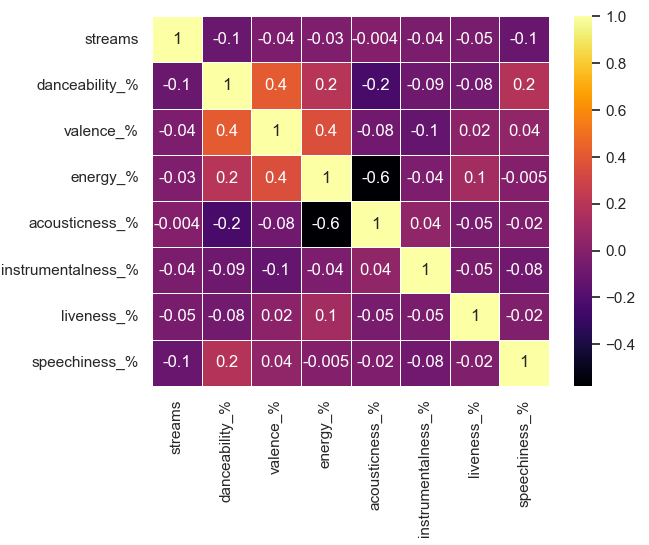 streams 1 -0.1 -0.04 -0.03 -0.004 -0.04 -0.05 -0.1
danceability_% -0.1 1 0.4 0.2 -0.2 -0.09 -0.08 0.2
valence_% -0.04 0.4 1 0.4 -0.08 -0.1 0.02 0.04
energy_% -0.03 0.2 0.4 1 -0.6 -0.04 0.1 -0.005
acousticness_% -0.004 -0.2 -0.08 -0.6 1 0.04 -0.05 -0.02
instrumentalness_% -0.04 -0.09 -0.1 -0.04 0.04 1 -0.05 -0.08
liveness_% -0.05 -0.08 0.02 0.1 -0.05 -0.05 1 -0.02
speechiness_% -0.1 0.2 0.04 -0.005 -0.02 -0.08 -0.02 1
streams
danceability_%
valence_%
energy_%
acousticness_%
instrumentalness_%
liveness_%
speechiness_%
1.0
0.8
0.6
0.4
0.2
0.0
-0.2
-0.4